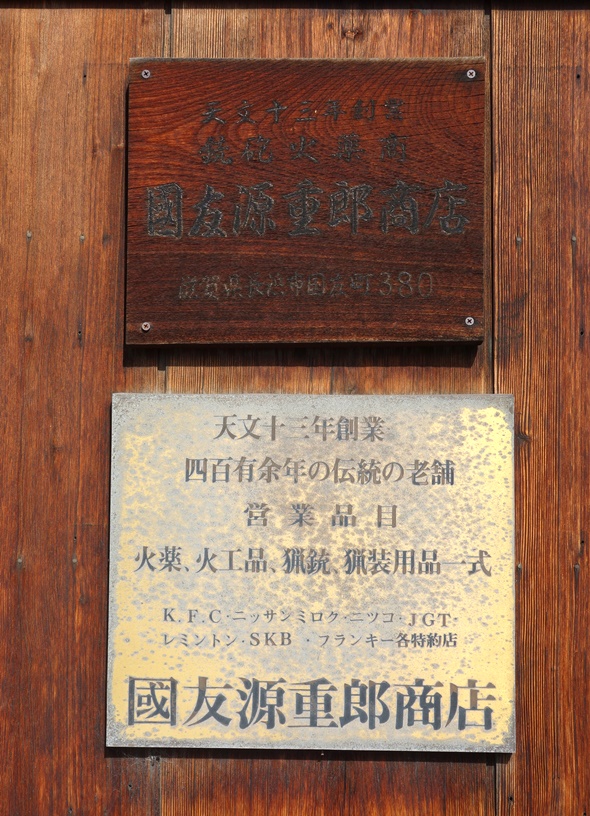 天文十三年創業
銃砲火薬商
國友源重郎商店
滋賀県長浜市国友町380
天文十三年創業
四百有余年の伝統の老舗
営業品目
火薬、火工品、猟銃、猟装用品一式
K.F.C·ニッサンミロク·ニツコ·JGT·
レミントン·SKB·フランキー各特約店
國友源重郎商店